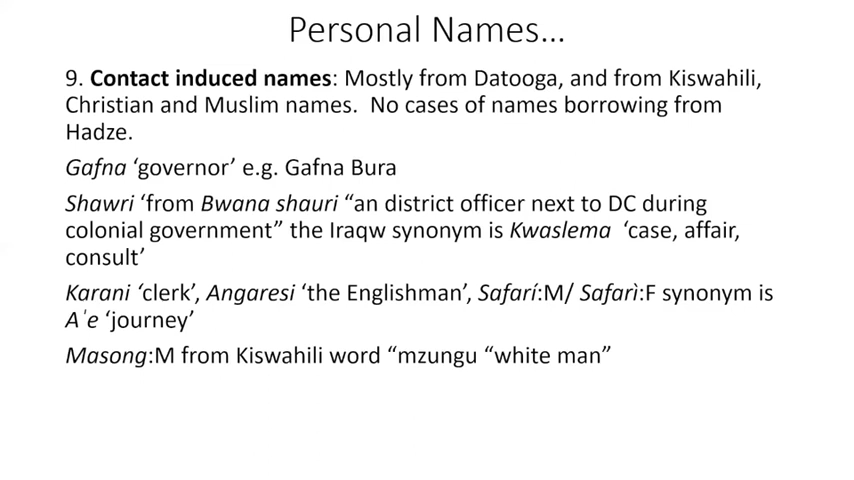 Personal Names…
9. Contact induced names: Mostly from Datooga, and from Kiswahili,
Christian and Muslim names.  No cases of names borrowing from
Hadze.
Gafna ‘governor’ e.g. Gafna Bura
Shawri ‘from Bwana shauri “an district officer next to DC during
colonial government” the Iraqw synonym is Kwaslema  ‘case, affair,
consult’
Karani ‘clerk’, Angaresi ‘the Englishman’, Safarí:M/ Safarì:F synonym is
Aˈe ‘journey’
Masong:M from Kiswahili word “mzungu “white man”